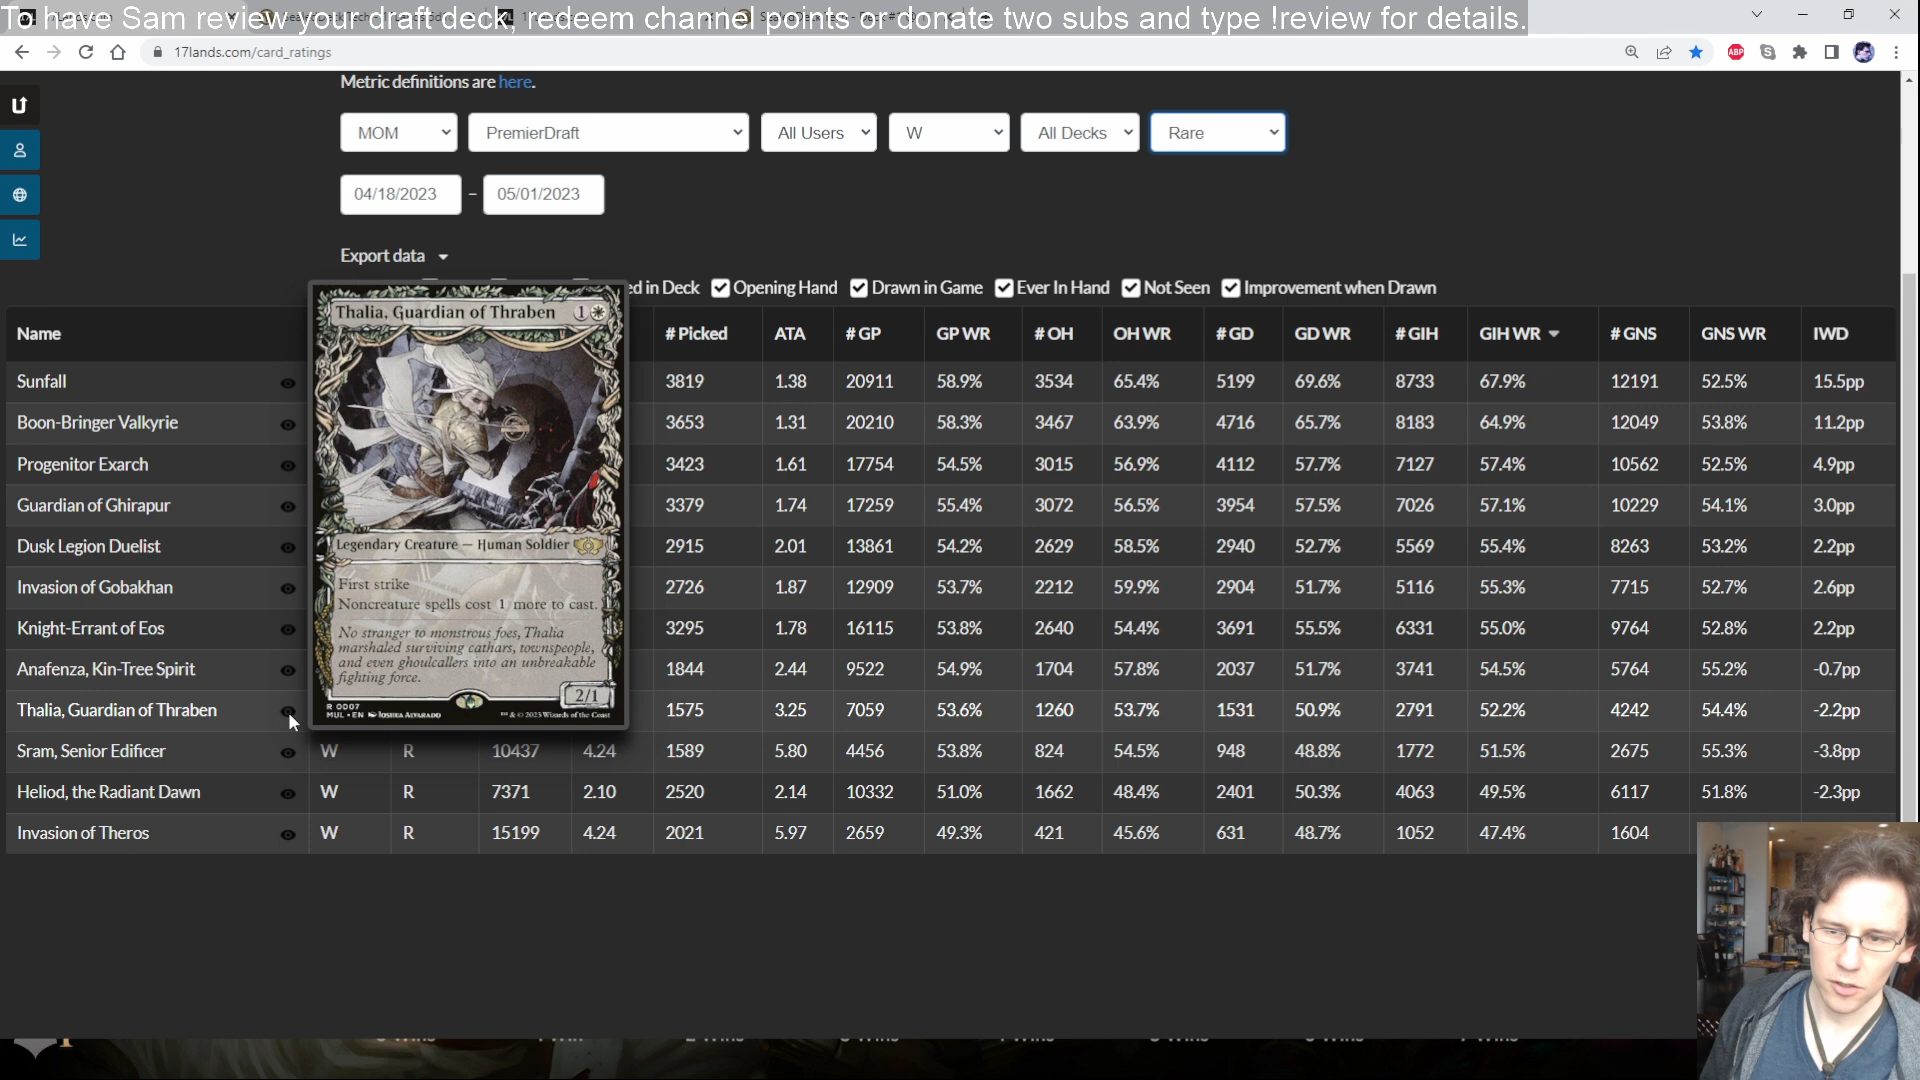 To have Sam review your draft deck, redeem channel points or donate two subs and type !review for details.
17lands.com/card_ratings
ABP
Metric definitions are here.
MOM PremierDraft All Users W All Decks Rare
04/18/2023 - 05/01/2023
Export data
ed in Deck Opening Hand Drawn in Game Ever In Hand Not Seen Improvement when Drawn
Name # Picked ATA # GP GP WR # OH OH WR # GD GD WR # GIH GIH WR # GNS GNS WR IWD
Sunfall 3819 1.38 20911 58.9% 3534 65.4% 5199 69.6% 8733 67.9% 12191 52.5% 15.5pp
Boon-Bringer Valkyrie 3653 1.31 20210 58.3% 3467 63.9% 4716 65.7% 8183 64.9% 12049 53.8% 11.2pp
Progenitor Exarch 3423 1.61 17754 54.5% 3015 56.9% 4112 57.7% 7127 57.4% 10562 52.5% 4.9pp
Guardian of Ghirapur 3379 1.74 17259 55.4% 3072 56.5% 3954 57.5% 7026 57.1% 10229 54.1% 3.0pp
Dusk Legion Duelist 2915 2.01 13861 54.2% 2629 58.5% 2940 52.7% 5569 55.4% 8263 53.2% 2.2pp
Invasion of Gobakhan 2726 1.87 12909 53.7% 2212 59.9% 2904 51.7% 5116 55.3% 7715 52.7% 2.6pp
Knight-Errant of Eos 3295 1.78 16115 53.8% 2640 54.4% 3691 55.5% 6331 55.0% 9764 52.8% 2.2pp
Anafenza, Kin-Tree Spirit 1844 2.44 9522 54.9% 1704 57.8% 2037 51.7% 3741 54.5% 5764 55.2% -0.7pp
Thalia, Guardian of Thraben 1575 3.25 7059 53.6% 1260 53.7% 1531 50.9% 2791 52.2% 4242 54.4% -2.2pp
Sram, Senior Edificer W R 10437 4.24 1589 5.80 4456 53.8% 824 54.5% 948 48.8% 1772 51.5% 2675 55.3% -3.8pp
Heliod, the Radiant Dawn W R 7371 2.10 2520 2.14 10332 51.0% 1662 48.4% 2401 50.3% 4063 49.5% 6117 51.8% -2.3pp
Invasion of Theros W R 15199 4.24 2021 5.97 2659 49.3% 421 45.6% 631 48.7% 1052 47.4% 1604
Thalia, Guardian of Thraben 1
Legendary Creature — Human Soldier
First strike
Noncreature spells cost 1 more to cast.
No stranger to monstrous foes, Thalia
marshaled surviving cathars, townspeople,
and even ghoulcallers into an unbreakable
fighting force.
2/1
R 0007
MUL • EN Joshua Alvarado ™ & © 2023 Wizards of the Coast